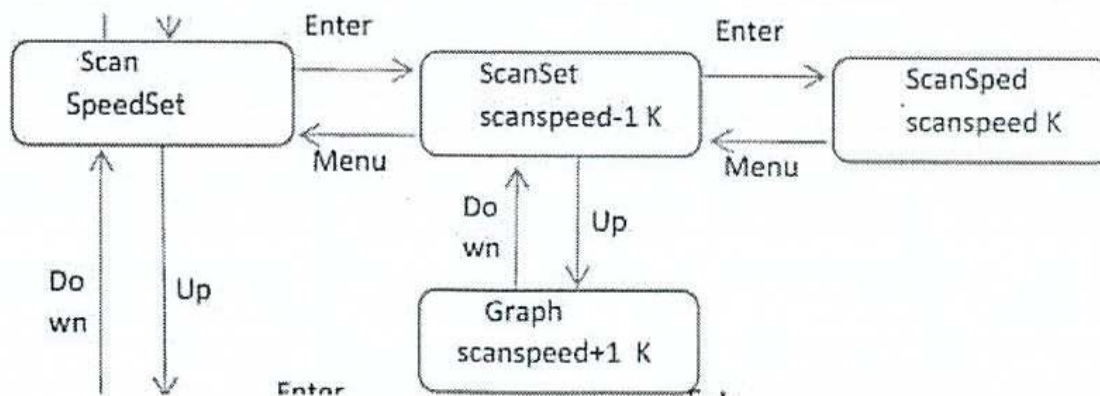 Enter
Enter
Scan
SpeedSet
ScanSet
scanspeed-1 K
ScanSped
scanspeed K
Menu
Menu
Do
wn
Up
Do
wn
Up
Graph
scanspeed+1 K
Enter